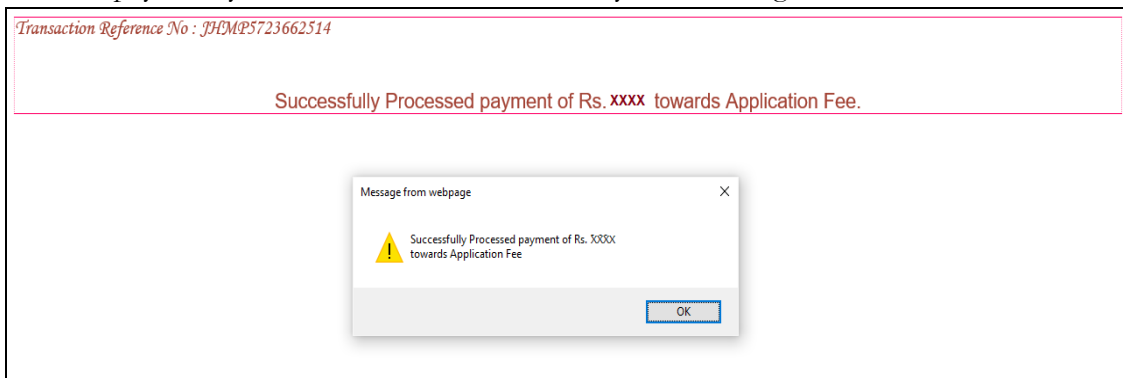 Transaction Reference No : JHMP5723662514
Successfully Processed payment of Rs. xxxx towards Application Fee.
Message from webpage
Successfully Processed payment of Rs. XXXX
towards Application Fee
OK